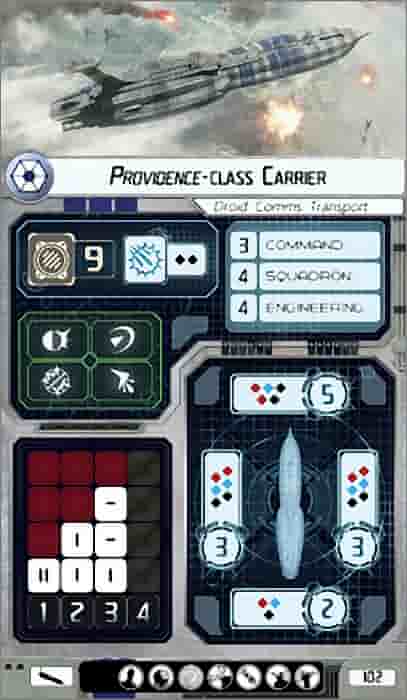 PROVIDENCE-CLASS CARRIER
Droid Comms Transport
9
3 COMMAND
4 SQUADRON
4 ENGINEERING
5
3 3
2
-
I -
II I I
1 2 3 4
102